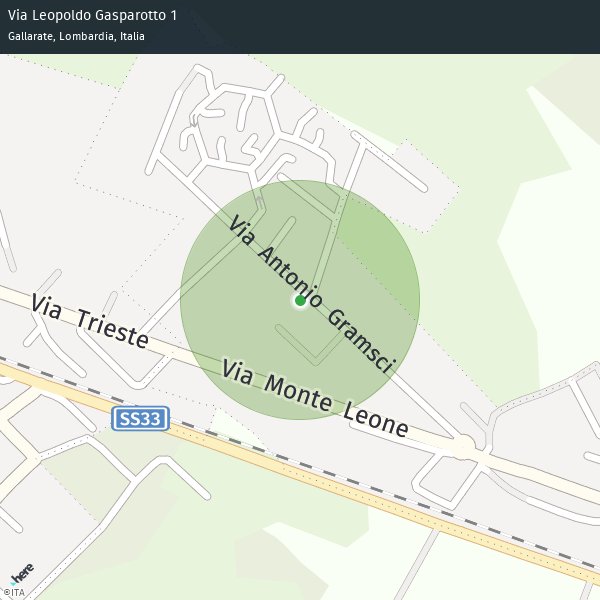 Via Leopoldo Gasparotto 1
Gallarate, Lombardia, Italia
Via Antonio Gramsci
Via Trieste
Via Monte Leone
SS33
here
©ITA